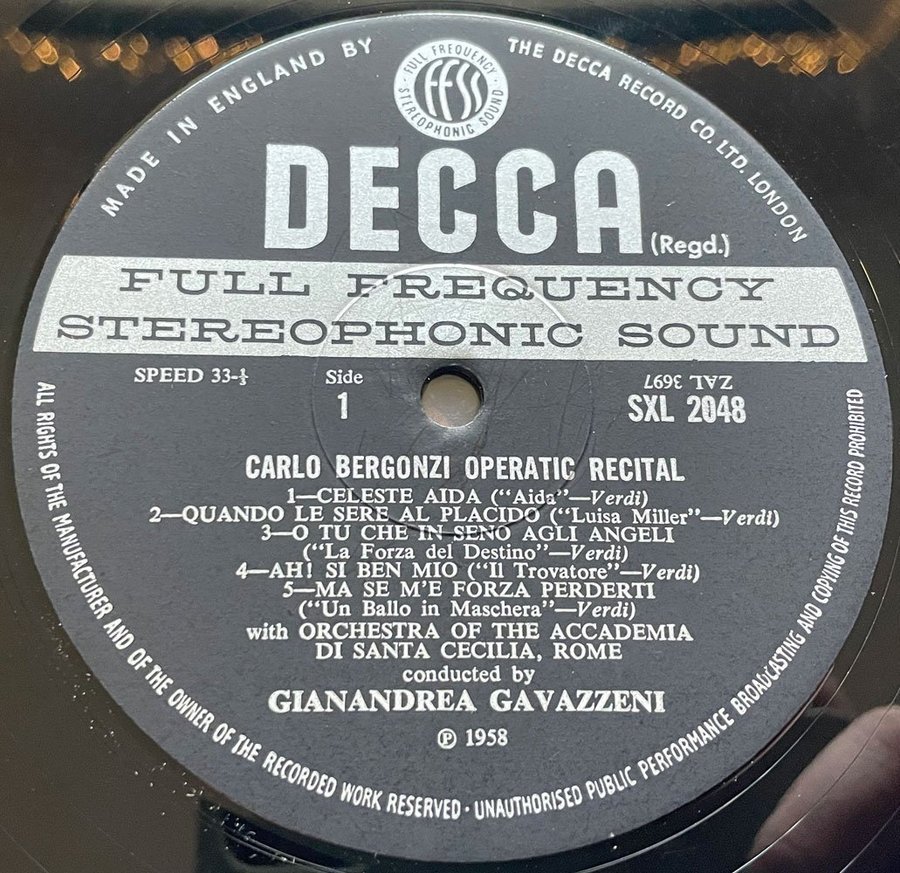 MADE IN ENGLAND BY
THE DECCA RECORD CO. LTD. LONDON
FULL FREQUENCY
ffss
STEREOPHONIC SOUND
DECCA
(Regd.)
FULL FREQUENCY
STEREOPHONIC SOUND
SPEED 33-⅓
Side
1
ZAL 3697
SXL 2048
CARLO BERGONZI OPERATIC RECITAL
1—CELESTE AIDA ("Aida"—Verdi)
2—QUANDO LE SERE AL PLACIDO ("Luisa Miller"—Verdi)
3—O TU CHE IN SENO AGLI ANGELI
("La Forza del Destino"—Verdi)
4—AH! SI BEN MIO ("Il Trovatore"—Verdi)
5—MA SE M'E FORZA PERDERTI
("Un Ballo in Maschera"—Verdi)
with ORCHESTRA OF THE ACCADEMIA
DI SANTA CECILIA, ROME
conducted by
GIANANDREA GAVAZZENI
℗ 1958
ALL RIGHTS OF THE MANUFACTURER AND OF THE OWNER OF THE RECORDED WORK RESERVED · UNAUTHORISED PUBLIC PERFORMANCE BROADCASTING AND COPYING OF THIS RECORD PROHIBITED